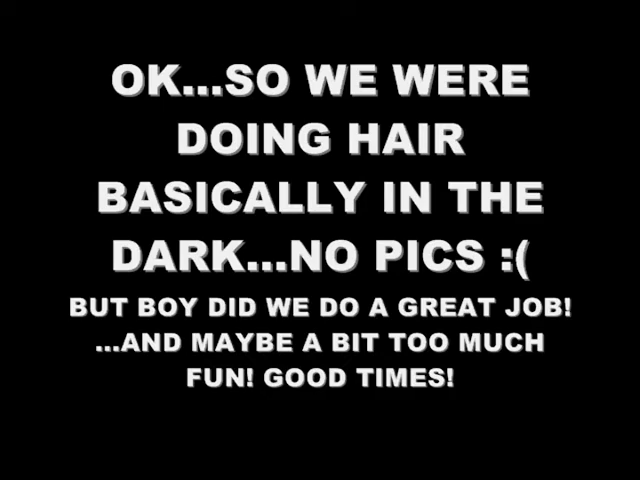 OK...SO WE WERE
DOING HAIR
BASICALLY IN THE
DARK...NO PICS :(
BUT BOY DID WE DO A GREAT JOB!
...AND MAYBE A BIT TOO MUCH
FUN! GOOD TIMES!